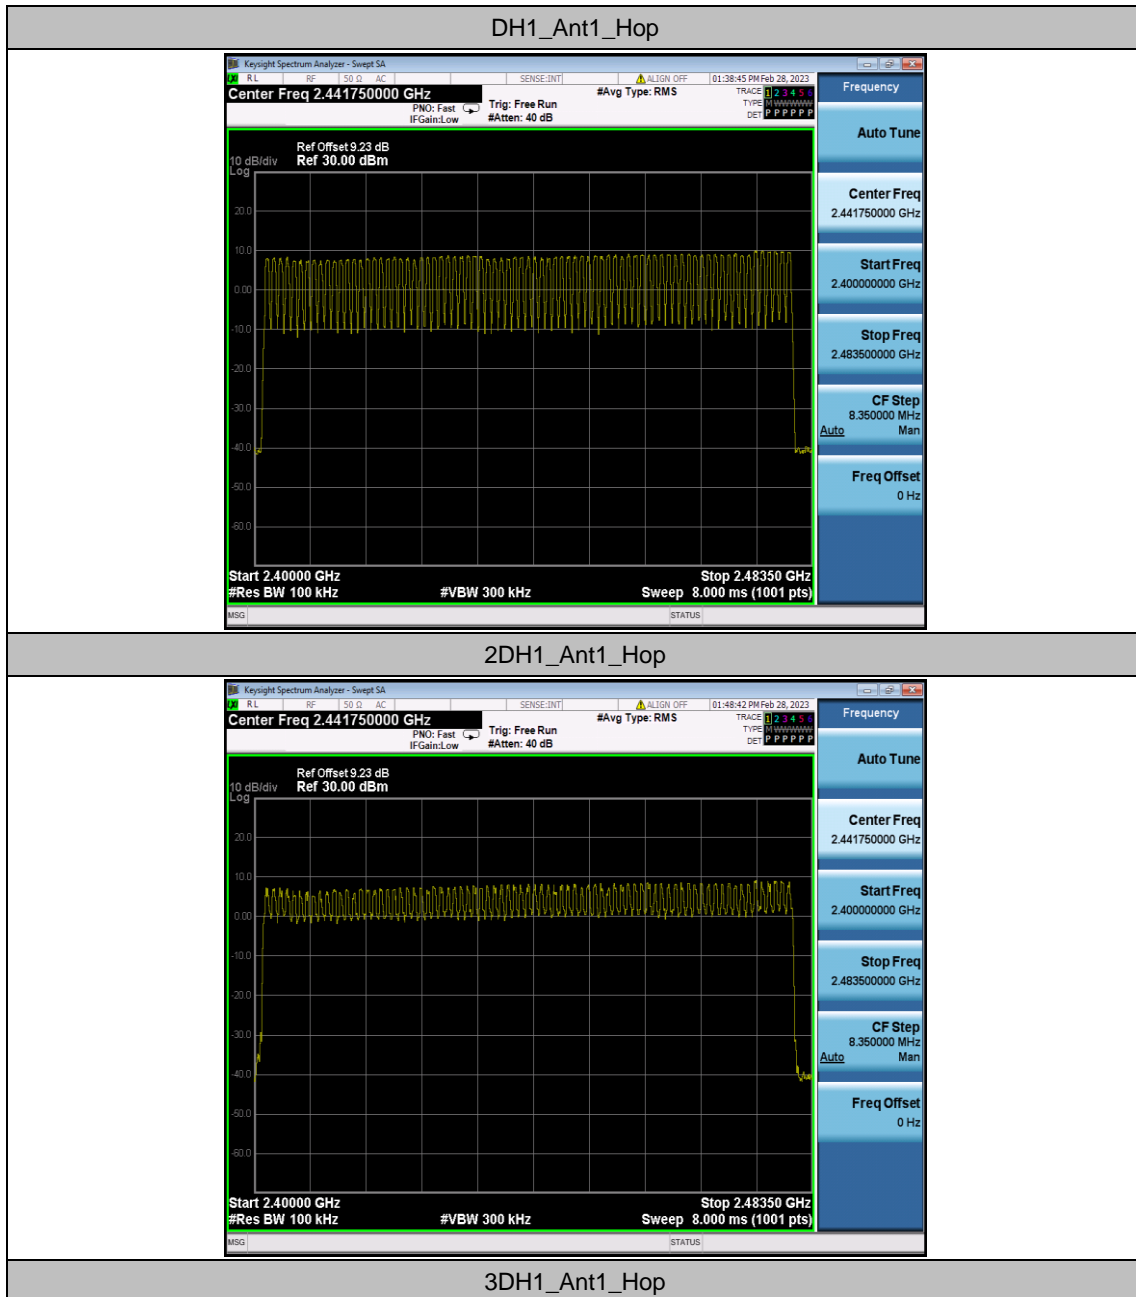 DH1_Ant1_Hop
Keysight Spectrum Analyzer - Swept SA
RL RF 50 Ω AC SENSE:INT ALIGN OFF 01:38:45 PM Feb 28, 2023
Center Freq 2.441750000 GHz
PNO: Fast
IFGain:Low
Trig: Free Run
#Atten: 40 dB
#Avg Type: RMS
TRACE 1 2 3 4 5 6
TYPE M WWWWW
DET P P P P P P
Frequency
Auto Tune
Center Freq
2.441750000 GHz
Start Freq
2.400000000 GHz
Stop Freq
2.483500000 GHz
CF Step
8.350000 MHz
Auto Man
Freq Offset
0 Hz
Ref Offset 9.23 dB
10 dB/div Ref 30.00 dBm
Log
20.0
10.0
0.00
-10.0
-20.0
-30.0
-40.0
-50.0
-60.0
Start 2.40000 GHz Stop 2.48350 GHz
#Res BW 100 kHz #VBW 300 kHz Sweep 8.000 ms (1001 pts)
MSG STATUS
2DH1_Ant1_Hop
Keysight Spectrum Analyzer - Swept SA
RL RF 50 Ω AC SENSE:INT ALIGN OFF 01:48:42 PM Feb 28, 2023
Center Freq 2.441750000 GHz
PNO: Fast
IFGain:Low
Trig: Free Run
#Atten: 40 dB
#Avg Type: RMS
TRACE 1 2 3 4 5 6
TYPE M WWWWW
DET P P P P P P
Frequency
Auto Tune
Center Freq
2.441750000 GHz
Start Freq
2.400000000 GHz
Stop Freq
2.483500000 GHz
CF Step
8.350000 MHz
Auto Man
Freq Offset
0 Hz
Ref Offset 9.23 dB
10 dB/div Ref 30.00 dBm
Log
20.0
10.0
0.00
-10.0
-20.0
-30.0
-40.0
-50.0
-60.0
Start 2.40000 GHz Stop 2.48350 GHz
#Res BW 100 kHz #VBW 300 kHz Sweep 8.000 ms (1001 pts)
MSG STATUS
3DH1_Ant1_Hop